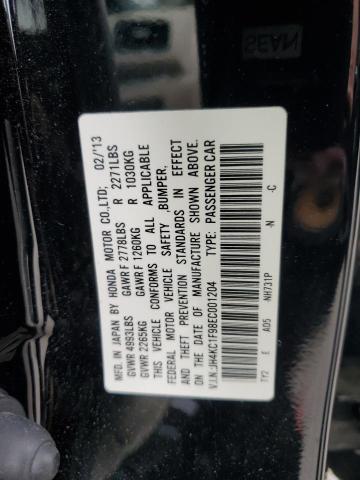 MFD. IN JAPAN BY HONDA MOTOR CO.,LTD; 02/'13
GVWR 4993LBS GAWR F 2778LBS R 2271LBS
GVWR 2265KG GAWR F 1260KG R 1030KG
THIS VEHICLE CONFORMS TO ALL APPLICABLE
FEDERAL MOTOR VEHICLE SAFETY ,BUMPER,
AND THEFT PREVENTION STANDARDS IN EFFECT
ON THE DATE OF MANUFACTURE SHOWN ABOVE.
V.I.N.:JH4KC1F98EC001204 TYPE: PASSENGER CAR
TY2 E A05 NH731P -N -C
SEAN